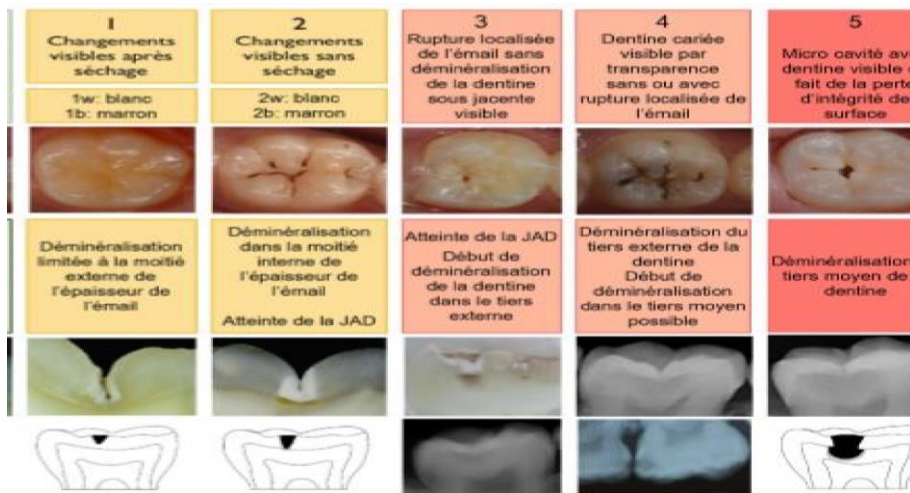 1
Changements
visibles après
séchage
1w: blanc
1b: marron
2
Changements
visibles sans
séchage
2w: blanc
2b: marron
3
Rupture localisée
de l'émail sans
déminéralisation
de la dentine
sous jacente
visible
4
Dentine cariée
visible par
transparence
sans ou avec
rupture localisée de
l'émail
5
Micro cavité
dentine visible
fait de la perte
d'intégrité de
surface
Déminéralisation
limitée à la moitié
externe de
l'épaisseur de
l'émail
Déminéralisation
dans la moitié
interne de
l'épaisseur de
l'émail
Atteinte de la JAD
Atteinte de la JAD
Début de
déminéralisation
de la dentine
dans le tiers
externe
Déminéralisation du
tiers externe de la
dentine
Début de
déminéralisation
dans le tiers moyen
possible
Déminéralisation
tiers moyen de
dentine